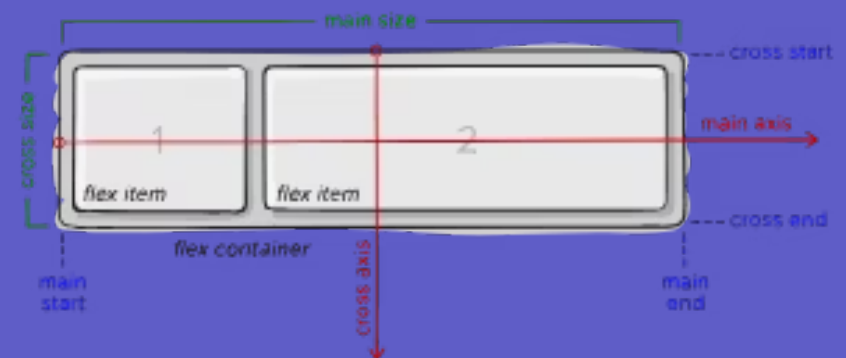 main size
cross start
cross size
1
2
main axis
flex item
flex item
cross end
flex container
cross axis
main
start
main
end